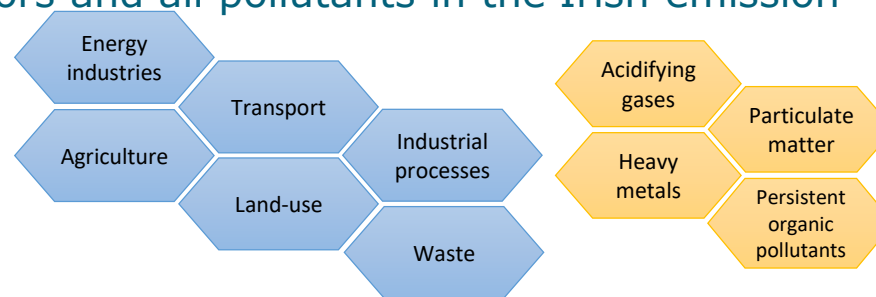 ors and air pollutants in the Irish emission
Energy
industries
Transport
Agriculture
Industrial
processes
Land-use
Waste
Acidifying
gases
Particulate
matter
Heavy
metals
Persistent
organic
pollutants